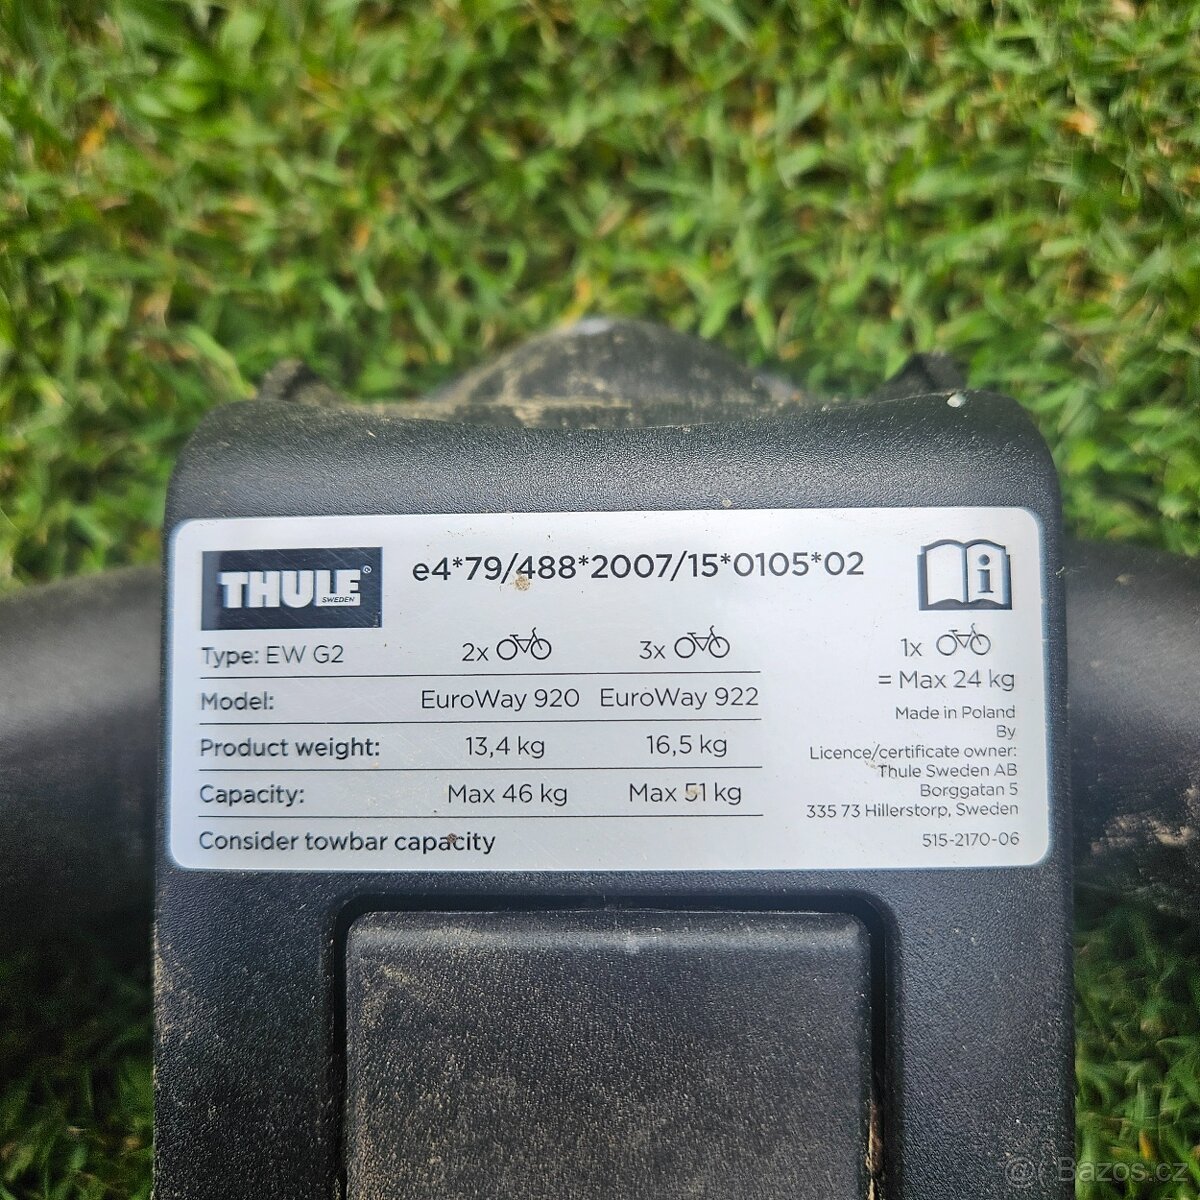 THULE
SWEDEN
e4*79/488*2007/15*0105*02
Type: EW G2 2x 3x
Model: EuroWay 920 EuroWay 922
Product weight: 13,4 kg 16,5 kg
Capacity: Max 46 kg Max 51 kg
Consider towbar capacity
1x
= Max 24 kg
Made in Poland
By
Licence/certificate owner:
Thule Sweden AB
Borggatan 5
335 73 Hillerstorp, Sweden
515-2170-06
@ Bazos.cz